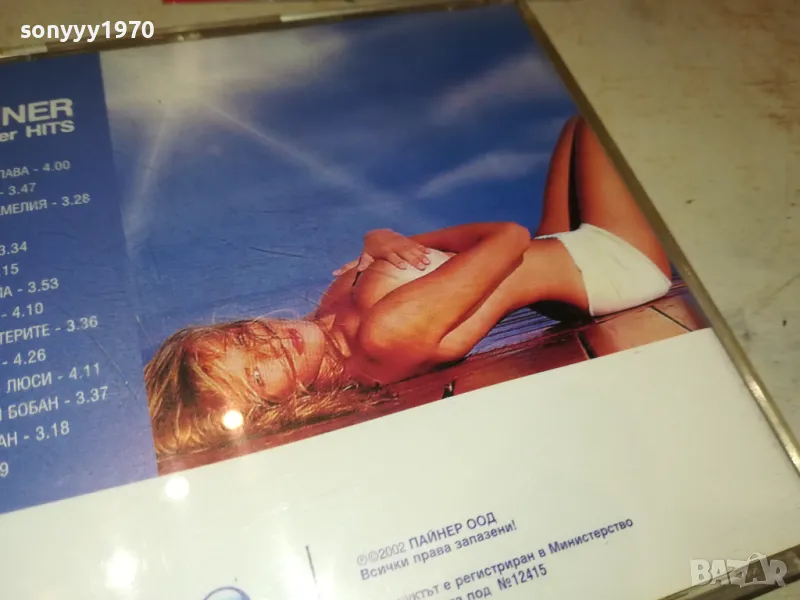 sonyyy1970
NER
er HITS
ЛАВА - 4.00
- 3.47
АМЕЛИЯ - 3.28
3.34
.15
ЛА - 3.53
- 4.10
ТЕРИТЕ - 3.36
- 4.26
ЛЮСИ - 4.11
И БОБАН - 3.37
АН - 3.18
9
℗©2002 ПАЙНЕР ООД
Всички права запазени!
ктът е регистриран в Министерство
под №12415
bazar